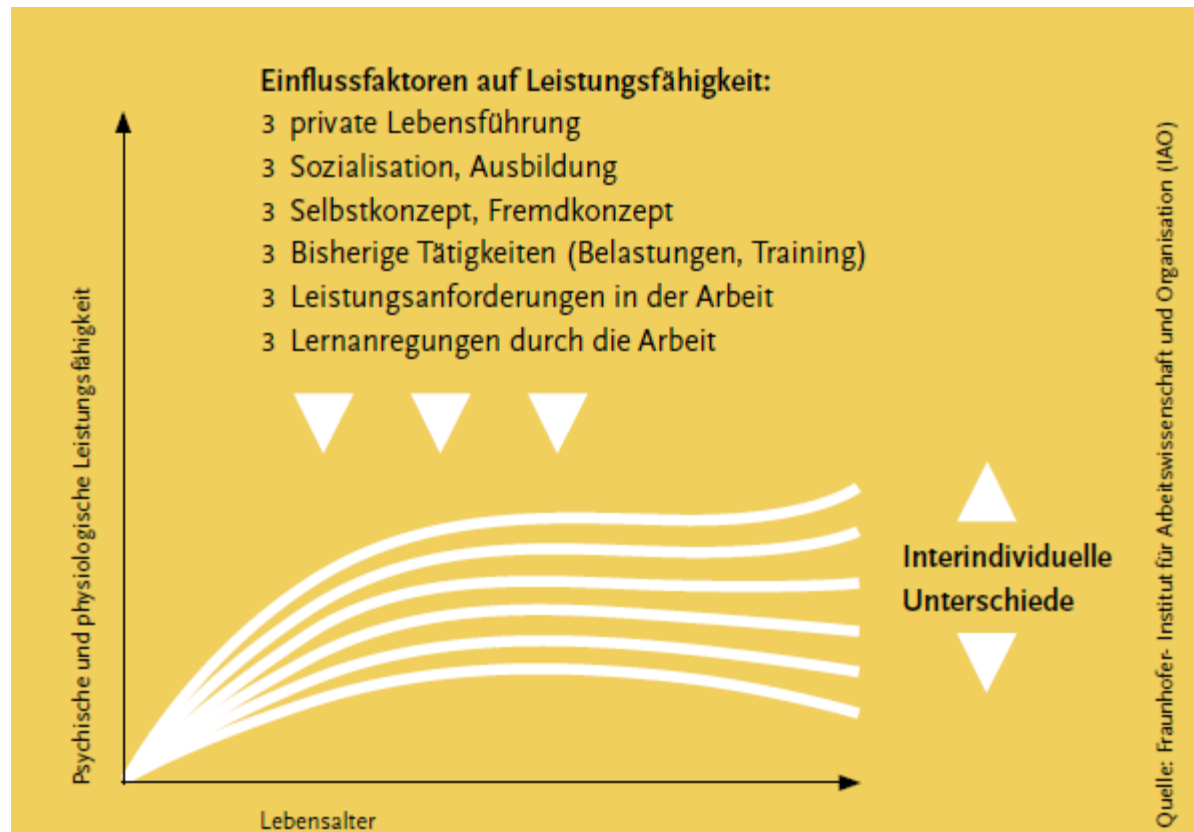 Einflussfaktoren auf Leistungsfähigkeit:
3 private Lebensführung
3 Sozialisation, Ausbildung
3 Selbstkonzept, Fremdkonzept
3 Bisherige Tätigkeiten (Belastungen, Training)
3 Leistungsanforderungen in der Arbeit
3 Lernanregungen durch die Arbeit
Psychische und physiologische Leistungsfähigkeit
Interindividuelle
Unterschiede
Lebensalter
Quelle: Fraunhofer- Institut für Arbeitswissenschaft und Organisation (IAO)